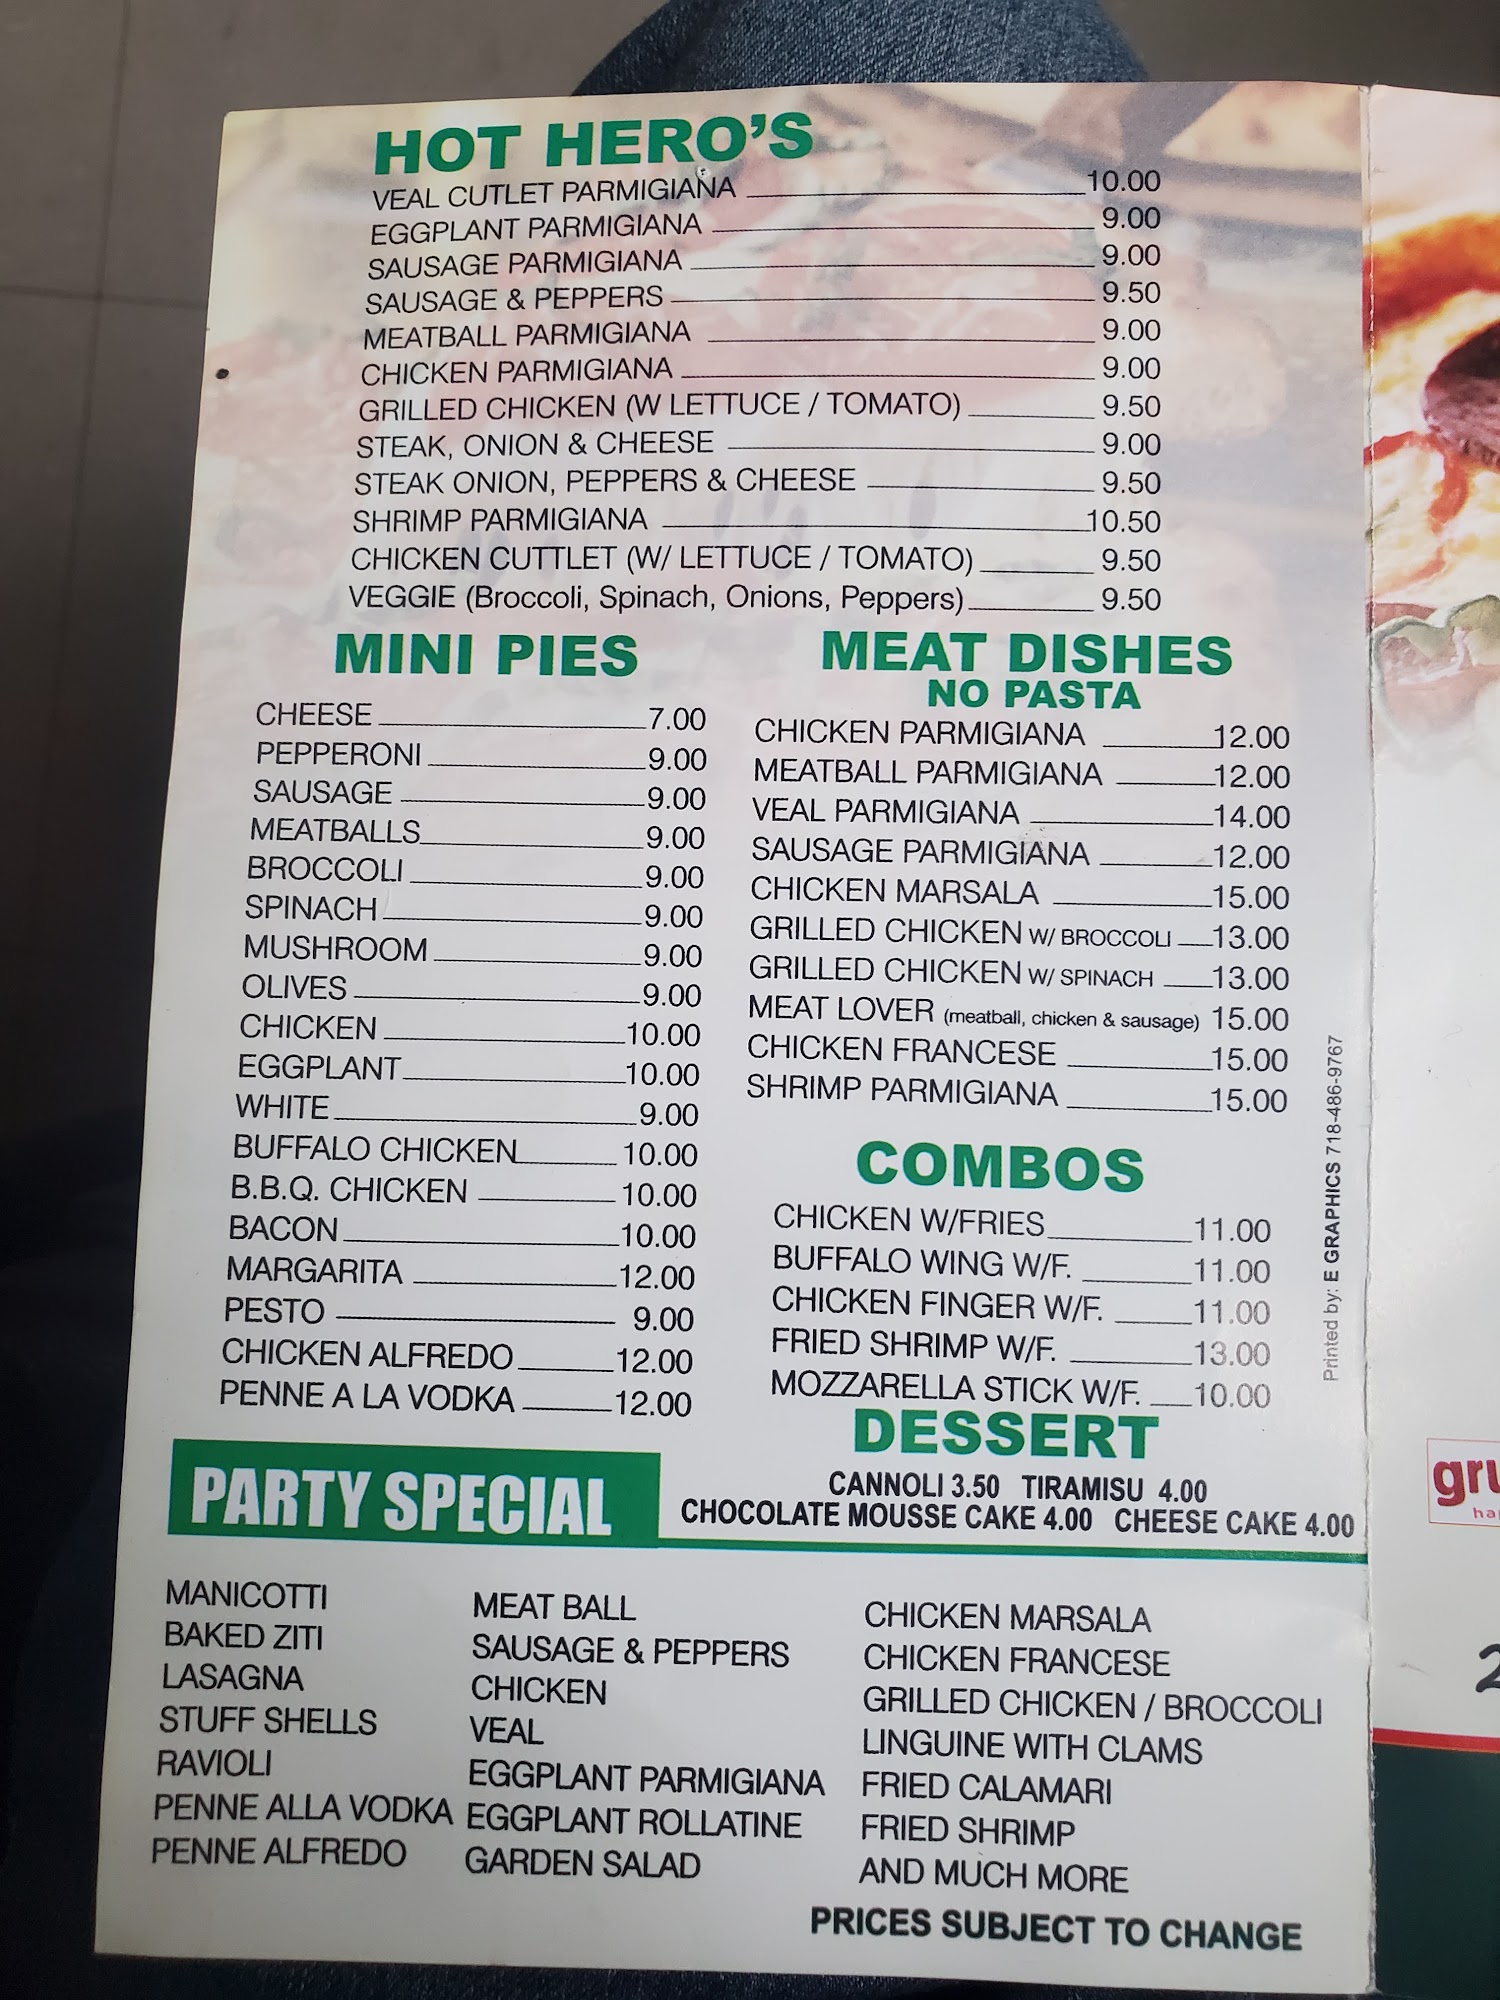 HOT HERO'S
VEAL CUTLET PARMIGIANA 10.00
EGGPLANT PARMIGIANA 9.00
SAUSAGE PARMIGIANA 9.00
SAUSAGE & PEPPERS 9.50
MEATBALL PARMIGIANA 9.00
CHICKEN PARMIGIANA 9.00
GRILLED CHICKEN (W LETTUCE / TOMATO) 9.50
STEAK, ONION & CHEESE 9.00
STEAK ONION, PEPPERS & CHEESE 9.50
SHRIMP PARMIGIANA 10.50
CHICKEN CUTTLET (W/ LETTUCE / TOMATO) 9.50
VEGGIE (Broccoli, Spinach, Onions, Peppers) 9.50
MINI PIES
CHEESE 7.00
PEPPERONI 9.00
SAUSAGE 9.00
MEATBALLS 9.00
BROCCOLI 9.00
SPINACH 9.00
MUSHROOM 9.00
OLIVES 9.00
CHICKEN 10.00
EGGPLANT 10.00
WHITE 9.00
BUFFALO CHICKEN 10.00
B.B.Q. CHICKEN 10.00
BACON 10.00
MARGARITA 12.00
PESTO 9.00
CHICKEN ALFREDO 12.00
PENNE A LA VODKA 12.00
MEAT DISHES
NO PASTA
CHICKEN PARMIGIANA 12.00
MEATBALL PARMIGIANA 12.00
VEAL PARMIGIANA 14.00
SAUSAGE PARMIGIANA 12.00
CHICKEN MARSALA 15.00
GRILLED CHICKEN W/ BROCCOLI 13.00
GRILLED CHICKEN W/ SPINACH 13.00
MEAT LOVER (meatball, chicken & sausage) 15.00
CHICKEN FRANCESE 15.00
SHRIMP PARMIGIANA 15.00
COMBOS
CHICKEN W/FRIES 11.00
BUFFALO WING W/F. 11.00
CHICKEN FINGER W/F. 11.00
FRIED SHRIMP W/F. 13.00
MOZZARELLA STICK W/F. 10.00
DESSERT
CANNOLI 3.50 TIRAMISU 4.00
CHOCOLATE MOUSSE CAKE 4.00 CHEESE CAKE 4.00
Printed by: E GRAPHICS 718-486-9767
PARTY SPECIAL
MANICOTTI
BAKED ZITI
LASAGNA
STUFF SHELLS
RAVIOLI
PENNE ALLA VODKA
PENNE ALFREDO
MEAT BALL
SAUSAGE & PEPPERS
CHICKEN
VEAL
EGGPLANT PARMIGIANA
EGGPLANT ROLLATINE
GARDEN SALAD
CHICKEN MARSALA
CHICKEN FRANCESE
GRILLED CHICKEN / BROCCOLI
LINGUINE WITH CLAMS
FRIED CALAMARI
FRIED SHRIMP
AND MUCH MORE
PRICES SUBJECT TO CHANGE